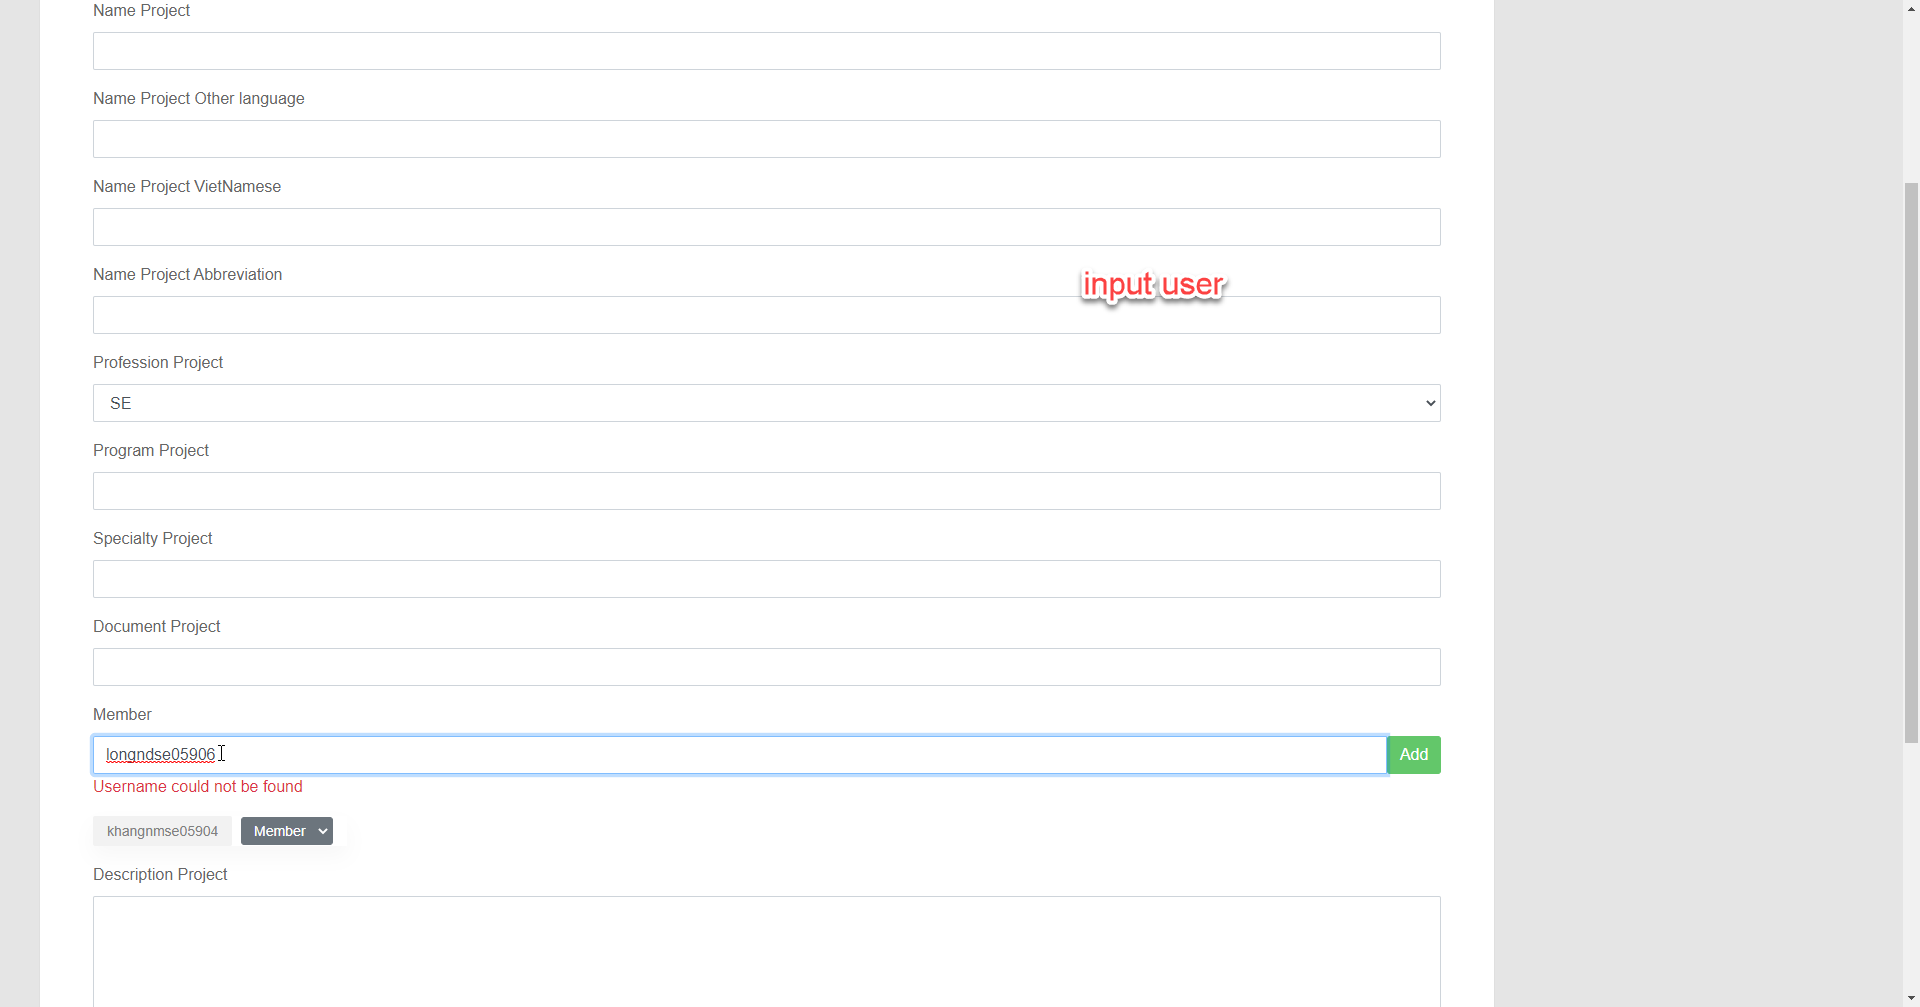 Name Project
Name Project Other language
Name Project VietNamese
Name Project Abbreviation
input user
Profession Project
SE
Program Project
Specialty Project
Document Project
Member
longndse05906
Add
Username could not be found
khangnmse05904
Member
Description Project